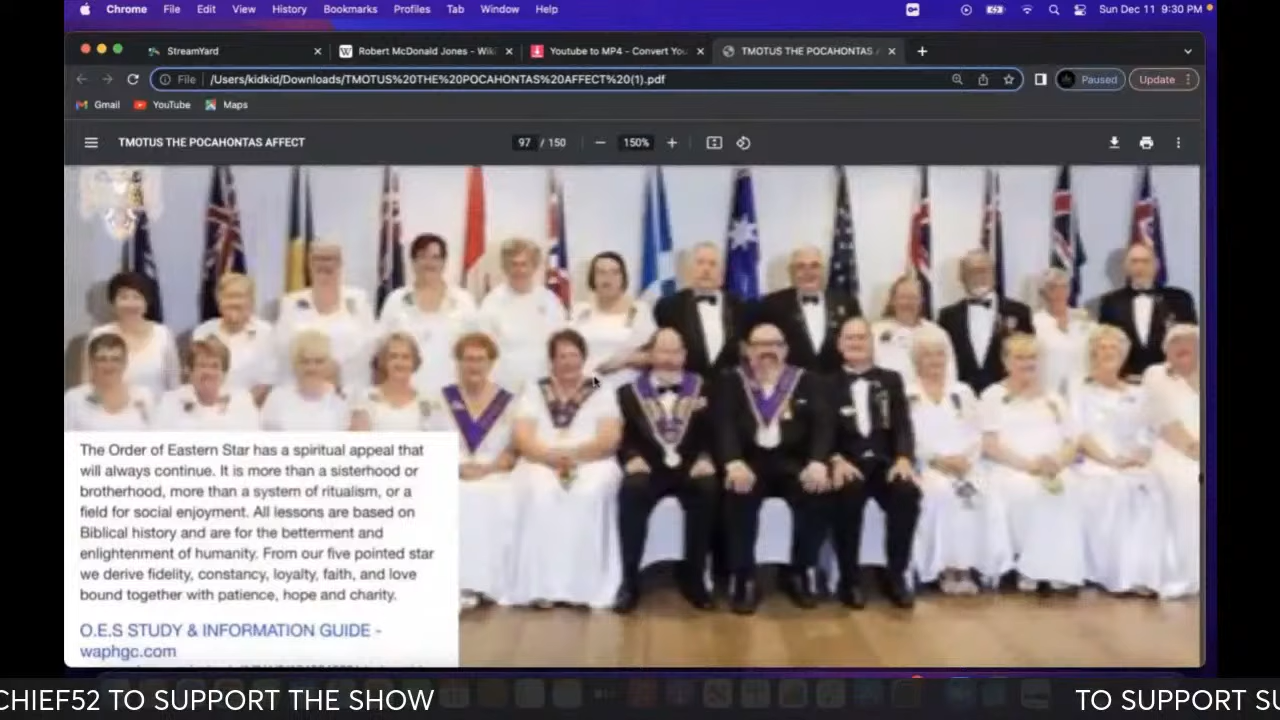 Chrome File Edit View History Bookmarks Profiles Tab Window Help Sun Dec 11 9:30 PM
StreamYard Robert McDonald Jones - Wiki Youtube to MP4 - Convert You TMOTUS THE POCAHONTAS A
File /Users/kidkid/Downloads/TMOTUS%20THE%20POCAHONTAS%20AFFECT%20(1).pdf Paused Update
Gmail YouTube Maps
TMOTUS THE POCAHONTAS AFFECT 97 / 150 150%
The Order of Eastern Star has a spiritual appeal that
will always continue. It is more than a sisterhood or
brotherhood, more than a system of ritualism, or a
field for social enjoyment. All lessons are based on
Biblical history and are for the betterment and
enlightenment of humanity. From our five pointed star
we derive fidelity, constancy, loyalty, faith, and love
bound together with patience, hope and charity.
O.E.S STUDY & INFORMATION GUIDE -
waphgc.com
CHIEF52 TO SUPPORT THE SHOW TO SUPPORT SU